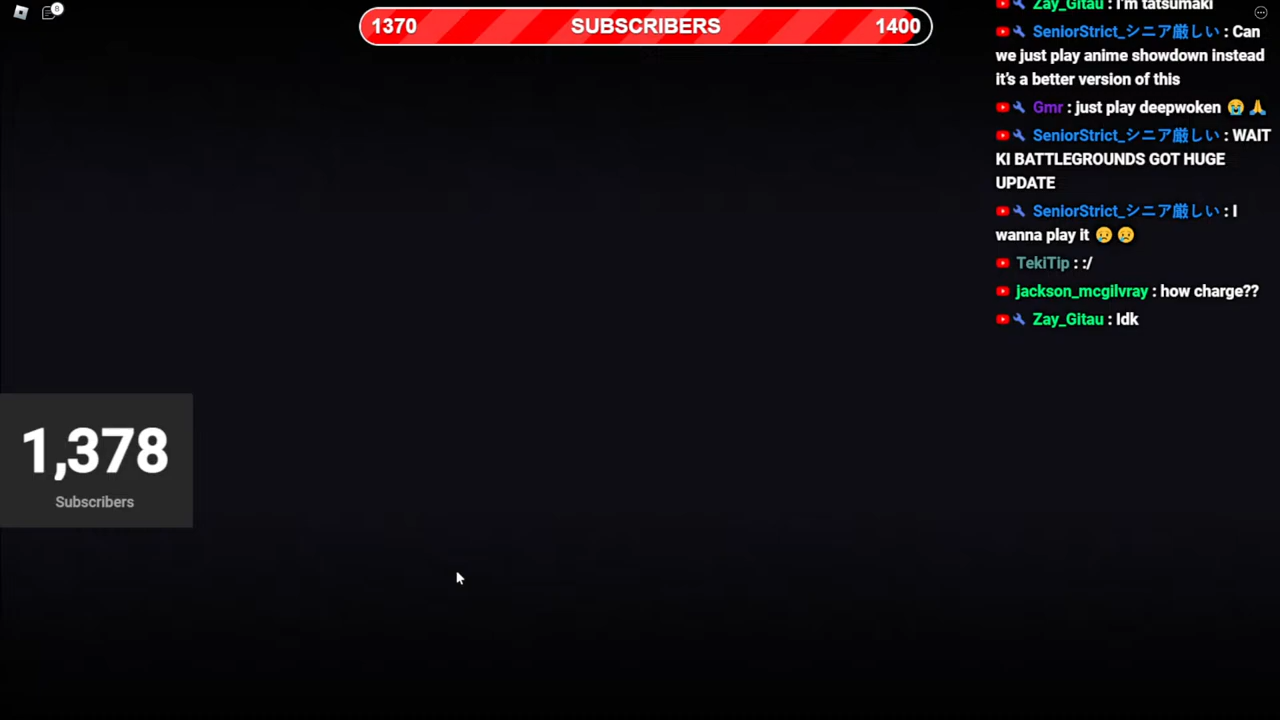 8
1370 SUBSCRIBERS 1400
Zay_Gitau : I'm tatsumaki
SeniorStrict_シニア厳しい : Can
we just play anime showdown instead
it's a better version of this
Gmr : just play deepwoken 😭 🙏
SeniorStrict_シニア厳しい : WAIT
KI BATTLEGROUNDS GOT HUGE
UPDATE
SeniorStrict_シニア厳しい : I
wanna play it 😢 😢
TekiTip : :/
jackson_mcgilvray : how charge??
Zay_Gitau : Idk
1,378
Subscribers